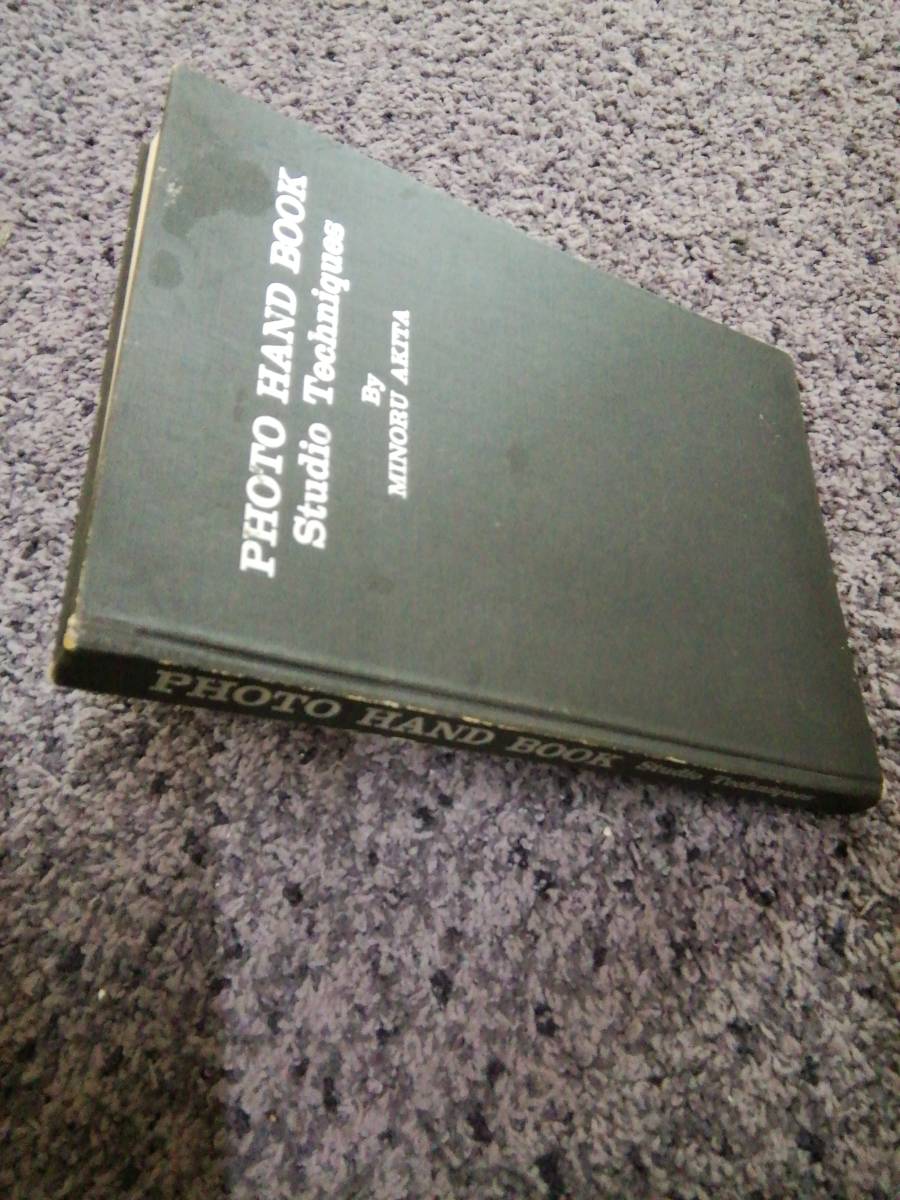 PHOTO HAND BOOK
Studio Techniques
By
MINORU AKITA
PHOTO HAND BOOK Studio Techniques